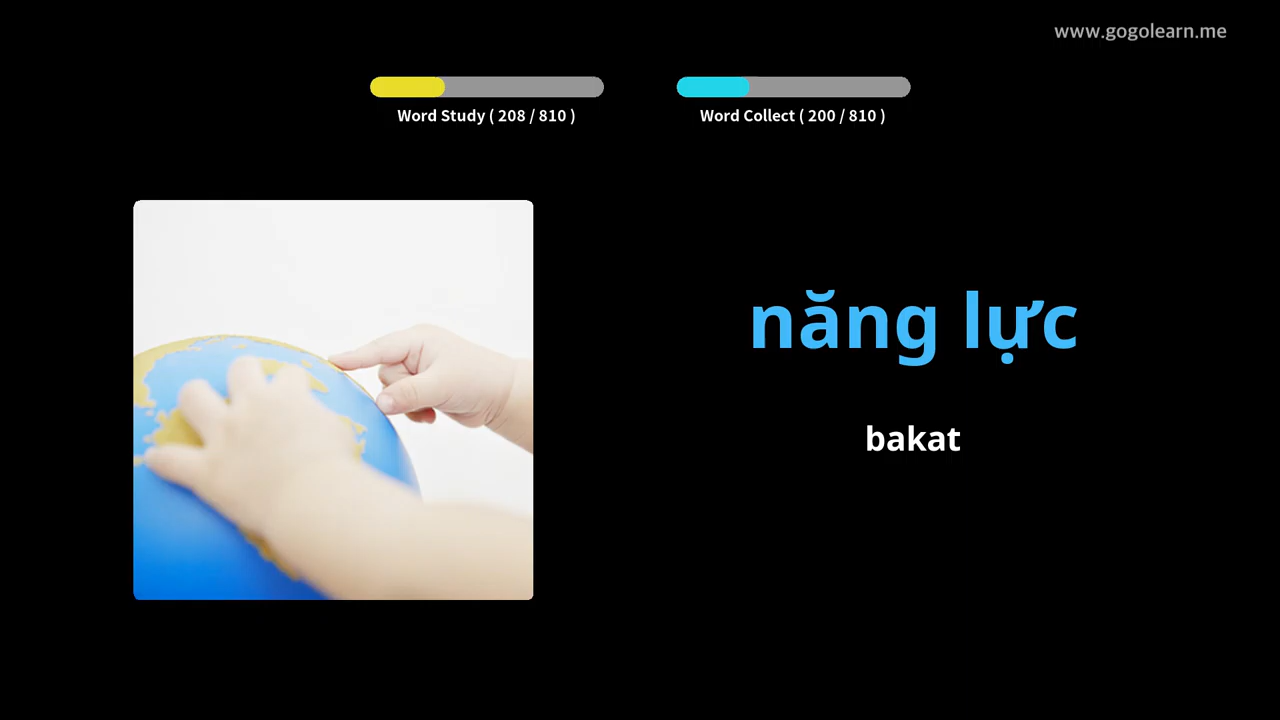 www.gogolearn.me
Word Study ( 208 / 810 )
Word Collect ( 200 / 810 )
năng lực
bakat